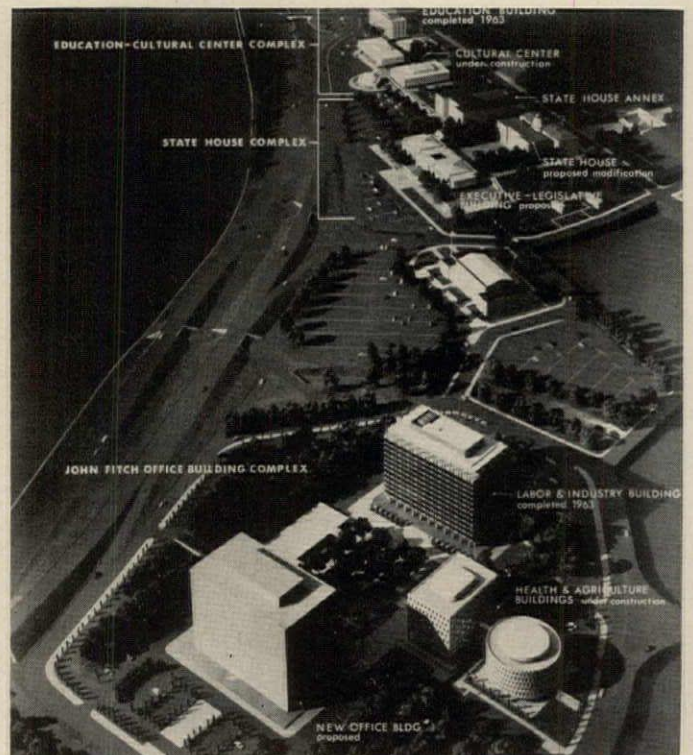 EDUCATION BUILDING
completed 1963
EDUCATION-CULTURAL CENTER COMPLEX
CULTURAL CENTER
under construction
STATE HOUSE ANNEX
STATE HOUSE COMPLEX
STATE HOUSE
proposed modification
EXECUTIVE-LEGISLATIVE
BUILDING proposed
JOHN FITCH OFFICE BUILDING COMPLEX
LABOR & INDUSTRY BUILDING
completed 1963
HEALTH & AGRICULTURE
BUILDINGS under construction
NEW OFFICE BLDG
proposed